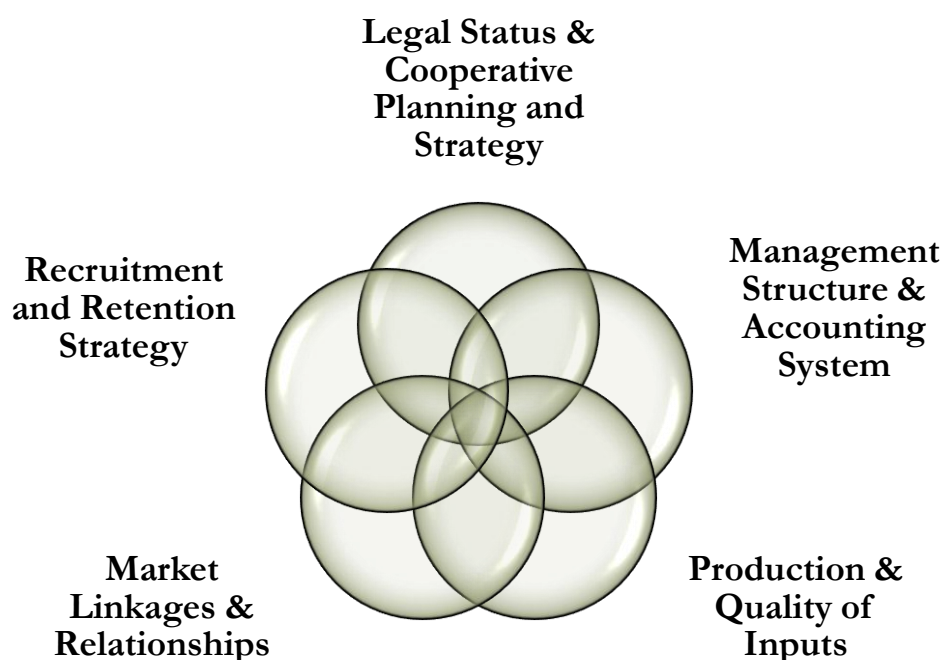 Legal Status &
Cooperative
Planning and
Strategy
Management
Structure &
Accounting
System
Production &
Quality of
Inputs
Market
Linkages &
Relationships
Recruitment
and Retention
Strategy